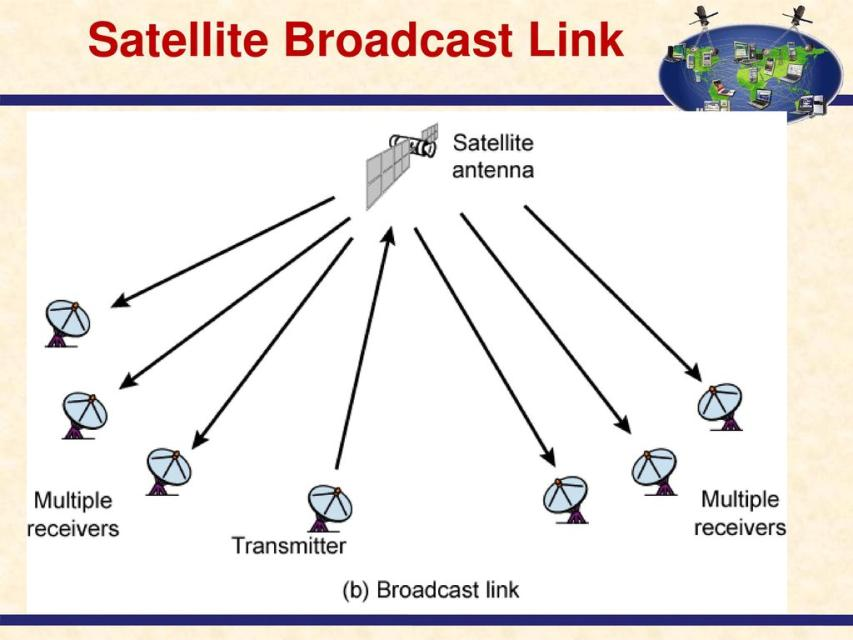 Satellite Broadcast Link
Satellite
antenna
Multiple
receivers
Transmitter
Multiple
receivers
(b) Broadcast link